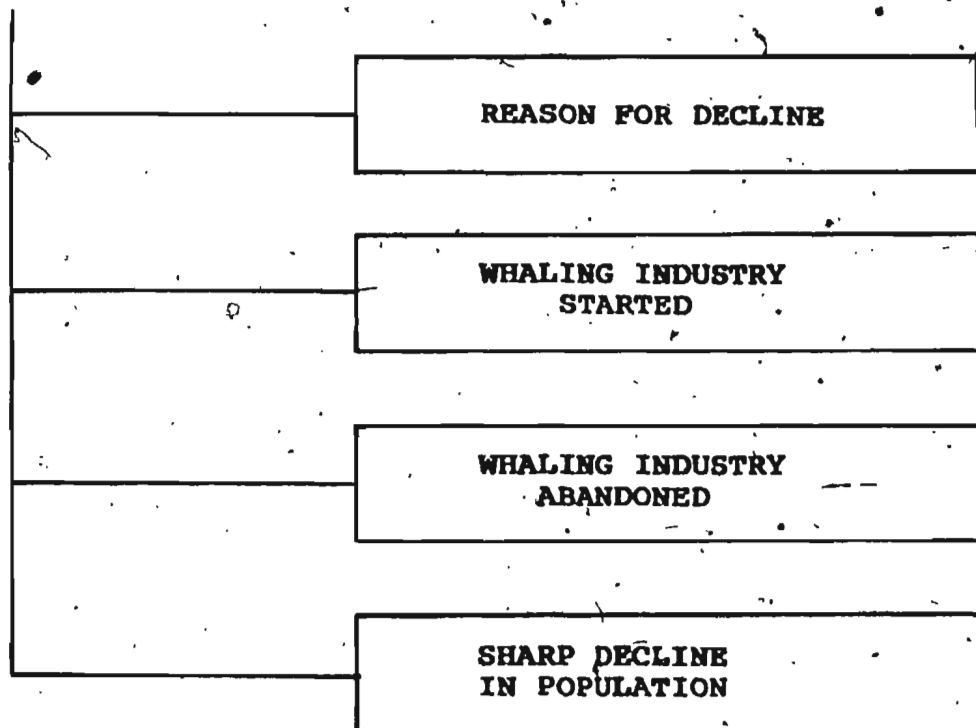 REASON FOR DECLINE
WHALING INDUSTRY
STARTED
WHALING INDUSTRY
ABANDONED
SHARP DECLINE
IN POPULATION